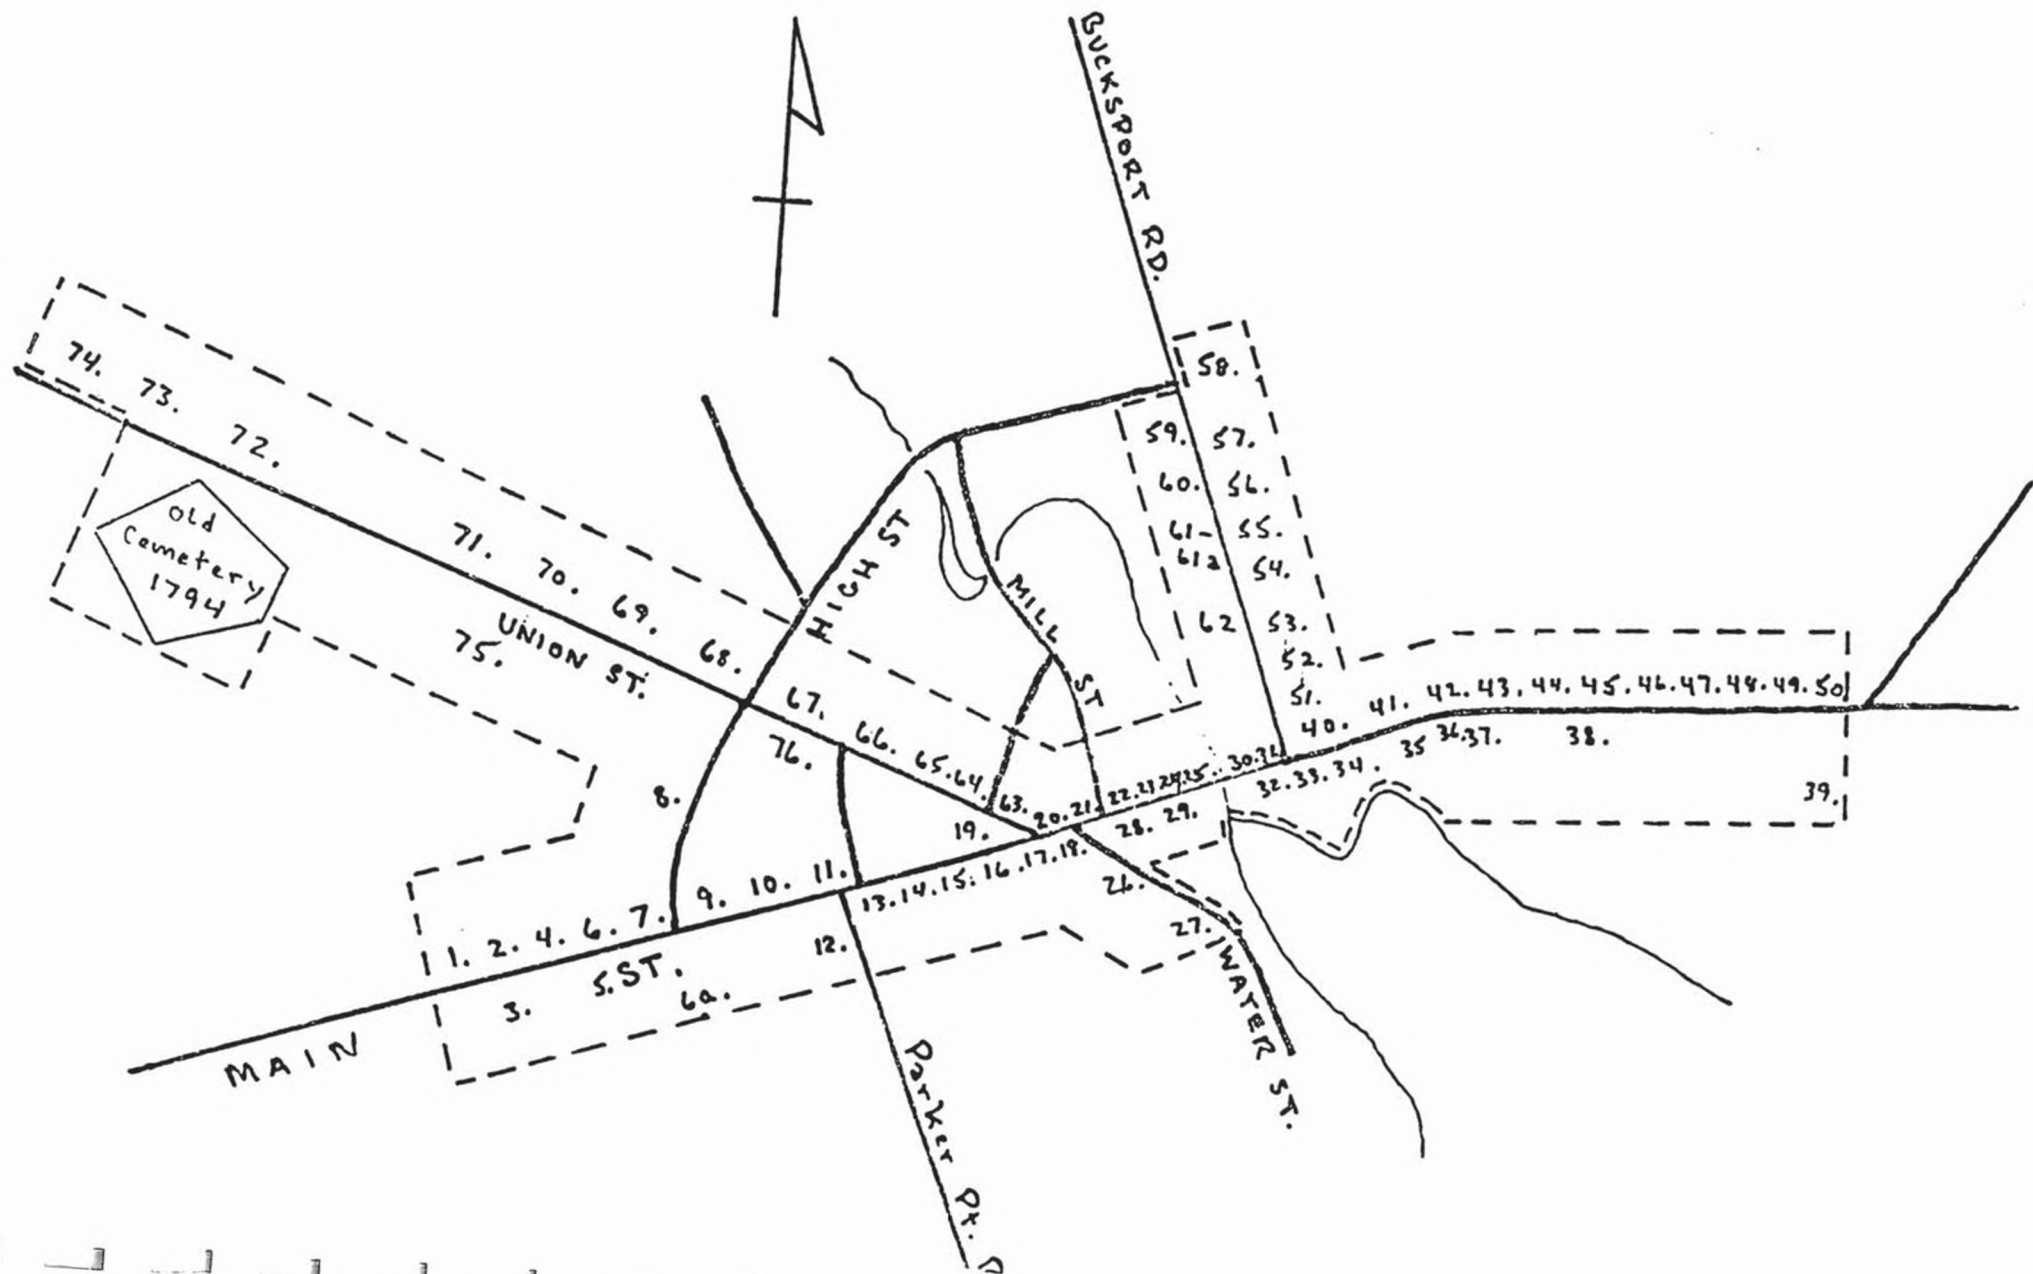 BUCKSPORT RD.
58.
74.
73.
72.
59. 57.
60. 56.
61- 55.
61a 54.
62 53.
52.
51.
Old
Cemetery
1794
HIGH ST
71.
70.
69.
68.
UNION ST.
75.
MILL ST
67.
66.
65. 64.
63.
76.
8.
40. 41. 42. 43. 44. 45. 46. 47. 48. 49. 50
35 36. 37. 38.
39.
30.
32. 33. 34.
20. 21. 22.
28. 29.
19.
9. 10. 11.
13. 14. 15. 16. 17. 18.
26.
27.
1. 2. 4. 6. 7.
12.
3.
5.
6a.
MAIN ST.
WATER ST.
Parker Pt.